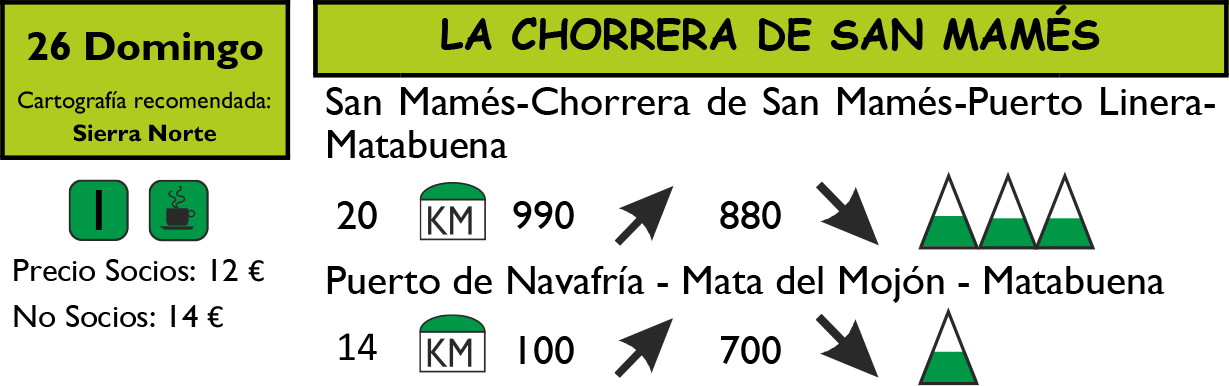 26 Domingo
Cartografía recomendada:
Sierra Norte
I
Precio Socios: 12 €
No Socios: 14 €
LA CHORRERA DE SAN MAMÉS
San Mamés-Chorrera de San Mamés-Puerto Linera-
Matabuena
20 KM 990 880
Puerto de Navafría - Mata del Mojón - Matabuena
14 KM 100 700